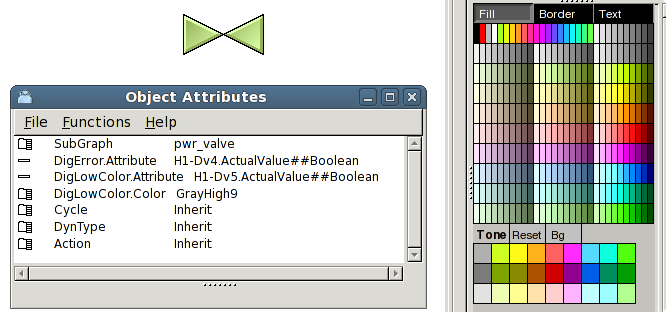 Fill Border Text
Object Attributes
File Functions Help
SubGraph pwr_valve
DigError.Attribute H1-Dv4.ActualValue##Boolean
DigLowColor.Attribute H1-Dv5.ActualValue##Boolean
DigLowColor.Color GrayHigh9
Cycle Inherit
DynType Inherit
Action Inherit
Tone Reset Bg